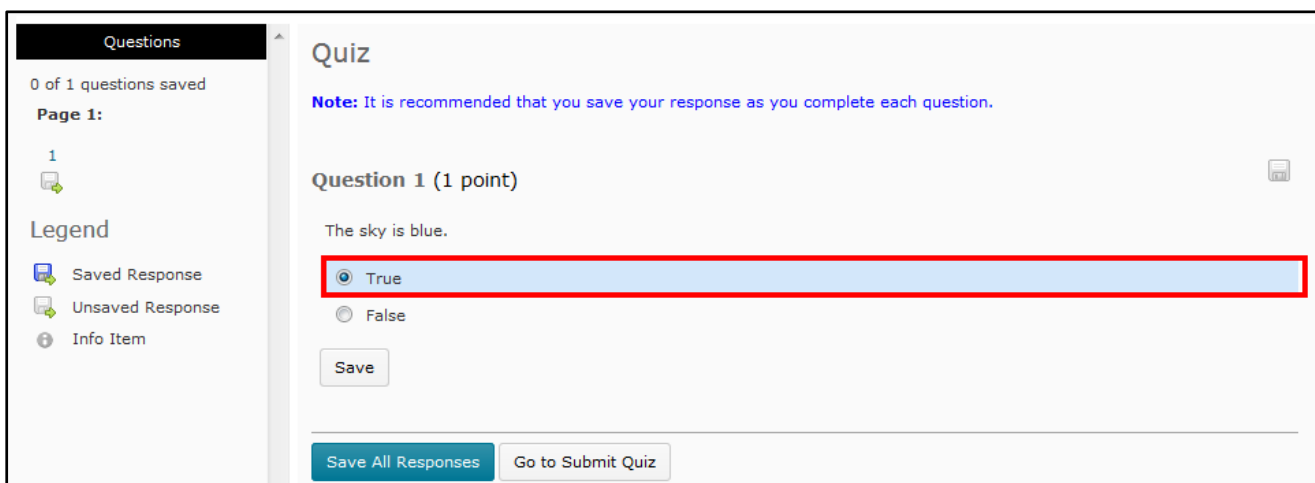 Questions
0 of 1 questions saved
Page 1:
1
Legend
Saved Response
Unsaved Response
Info Item
Quiz
Note: It is recommended that you save your response as you complete each question.
Question 1 (1 point)
The sky is blue.
True
False
Save
Save All Responses
Go to Submit Quiz